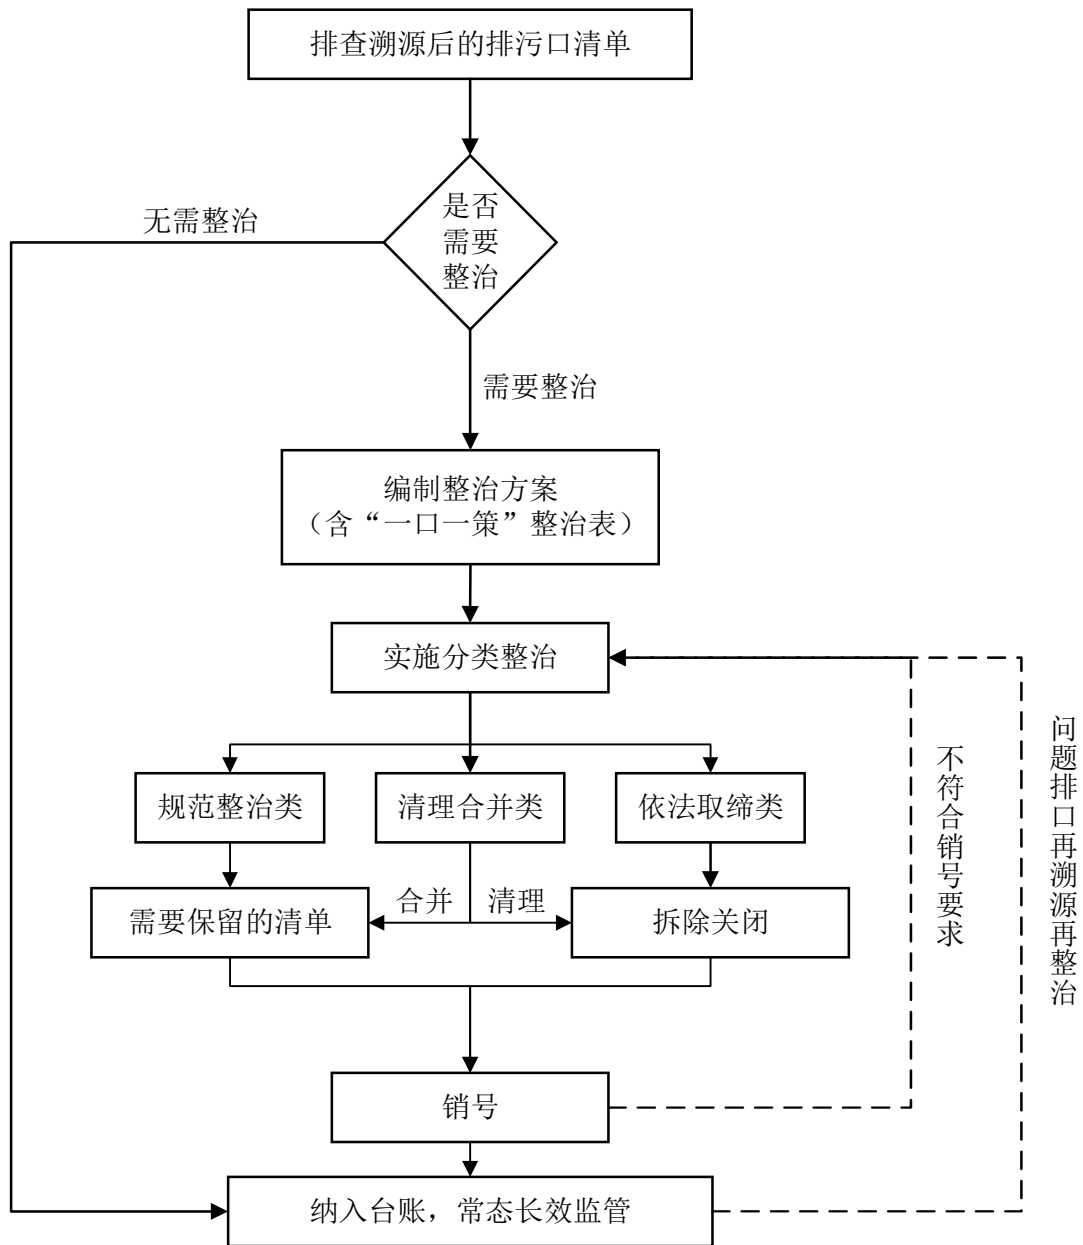 排查溯源后的排污口清单
无需整治
是否
需要
整治
需要整治
编制整治方案
（含“一口一策”整治表）
实施分类整治
规范整治类
清理合并类
依法取缔类
需要保留的清单
合并
清理
拆除关闭
不符合销号要求
问题排口再溯源再整治
销号
纳入台账，常态长效监管